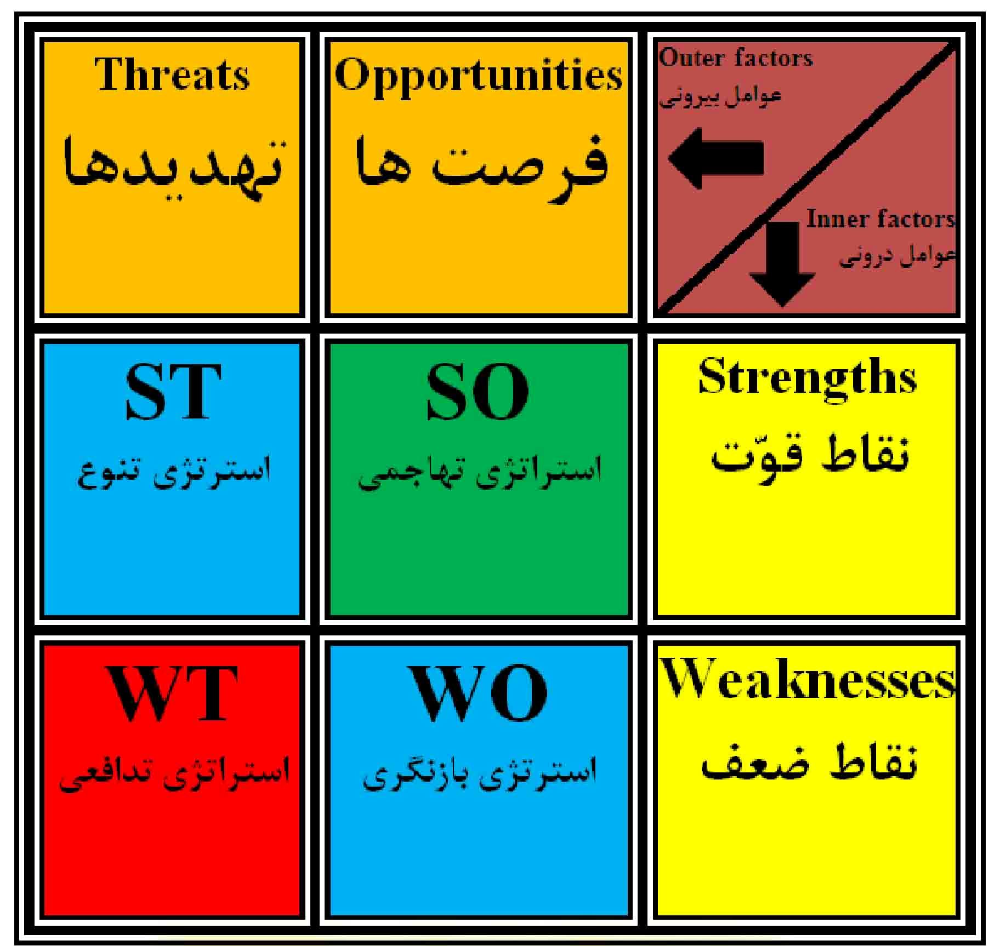 Outer factors
عوامل بیرونی
Inner factors
عوامل درونی
Opportunities
فرصت ها
Threats
تهدیدها
Strengths
نقاط قوّت
SO
استراتژی تهاجمی
ST
استرتژی تنوع
Weaknesses
نقاط ضعف
WO
استرتژی بازنگری
WT
استراتژی تدافعی